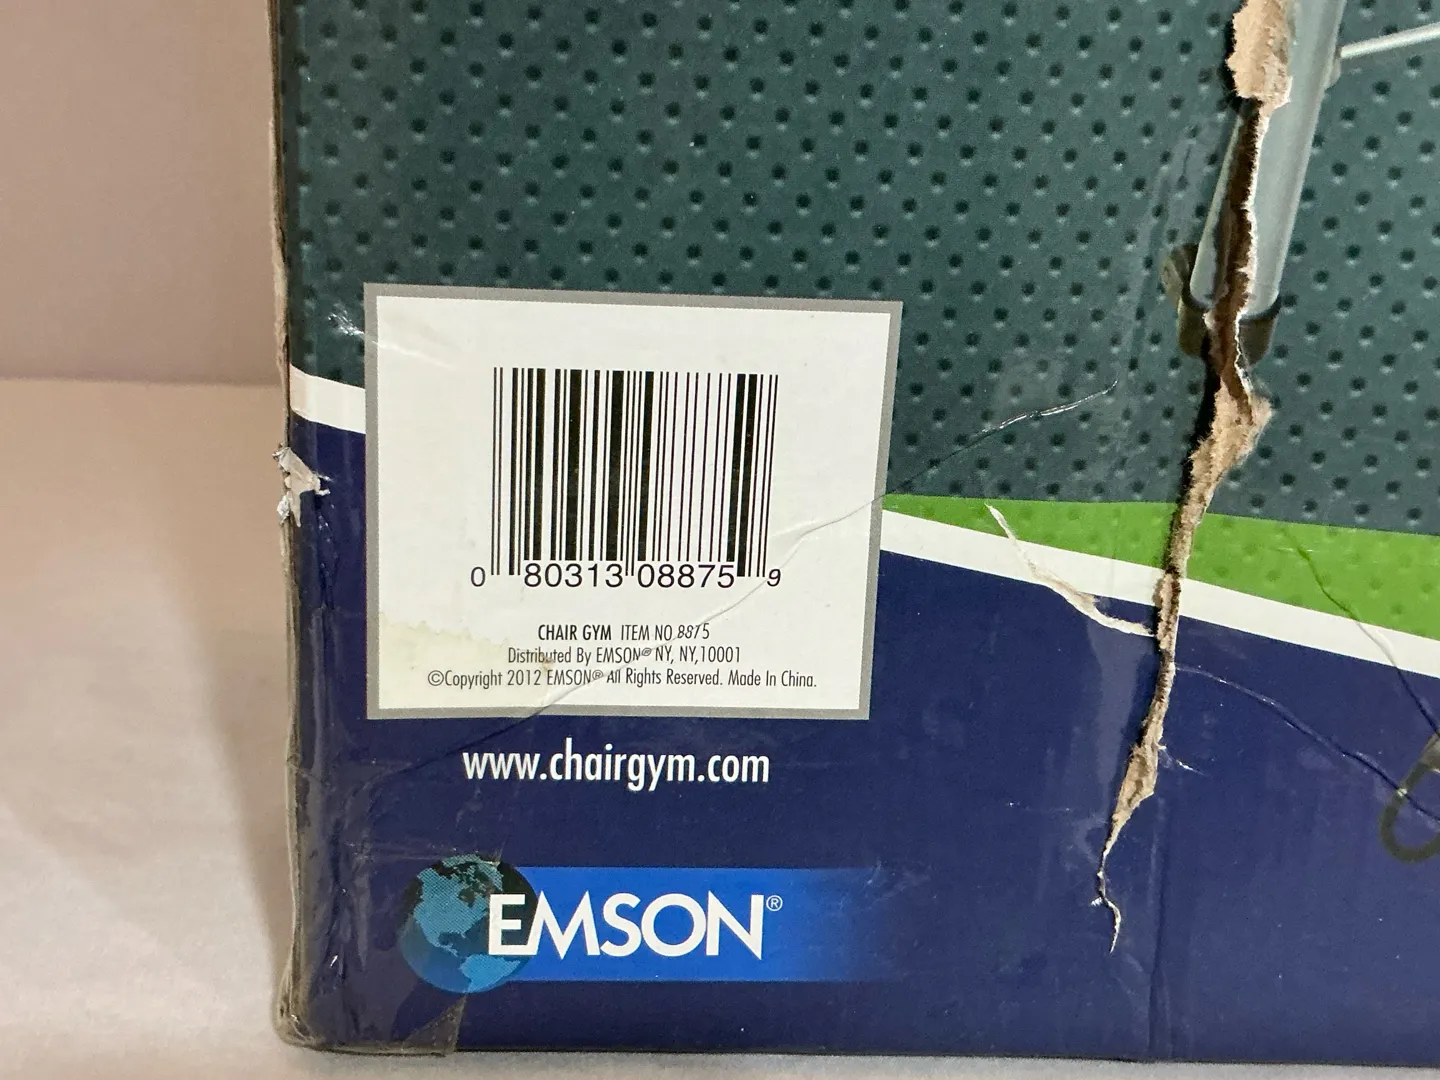 0 80313 08875 9
CHAIR GYM ITEM NO 8875
Distributed By EMSON® NY, NY,10001
©Copyright 2012 EMSON® All Rights Reserved. Made In China.
www.chairgym.com
EMSON®